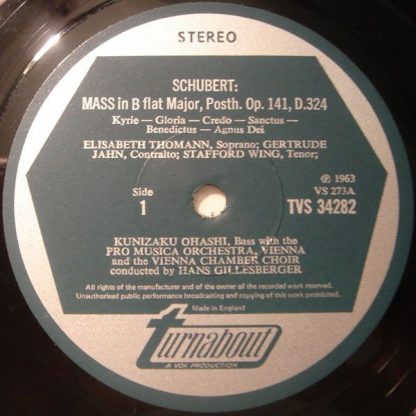 STEREO
SCHUBERT:
MASS in B flat Major, Posth. Op. 141, D.324
Kyrie — Gloria — Credo — Sanctus —
Benedictus — Agnus Dei
ELISABETH THOMANN, Soprano; GERTRUDE
JAHN, Contralto; STAFFORD WING, Tenor;
Side
1
℗ 1963
VS 273A
TVS 34282
KUNIZAKU OHASHI, Bass with the
PRO MUSICA ORCHESTRA, VIENNA
and the VIENNA CHAMBER CHOIR
conducted by HANS GILLESBERGER
All rights of the manufacturer and of the owner of the recorded work reserved.
Unauthorised public performance broadcasting and copying of this work prohibited.
Made in England
turnabout
A VOX PRODUCTION